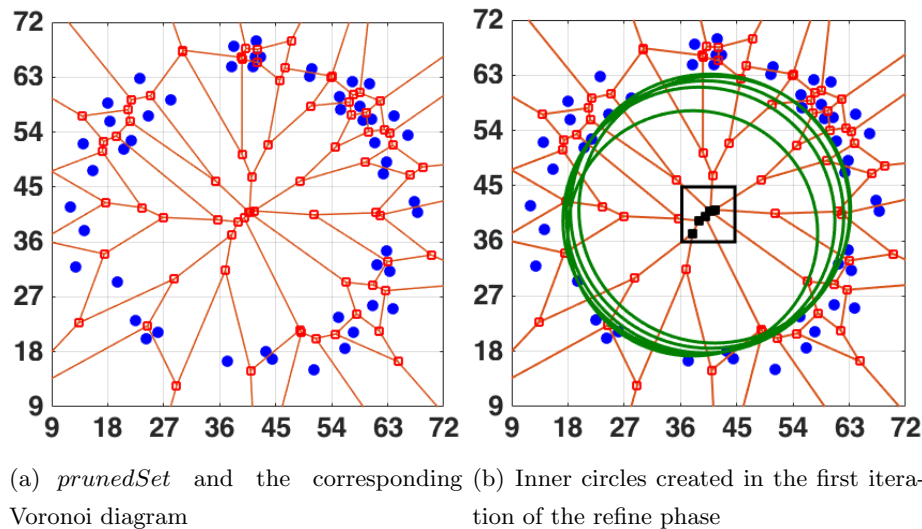 72
63
54
45
36
27
18
9
9 18 27 36 45 54 63 72
72
63
54
45
36
27
18
9
9 18 27 36 45 54 63 72
(a) prunedSet and the corresponding
Voronoi diagram
(b) Inner circles created in the first itera-
tion of the refine phase